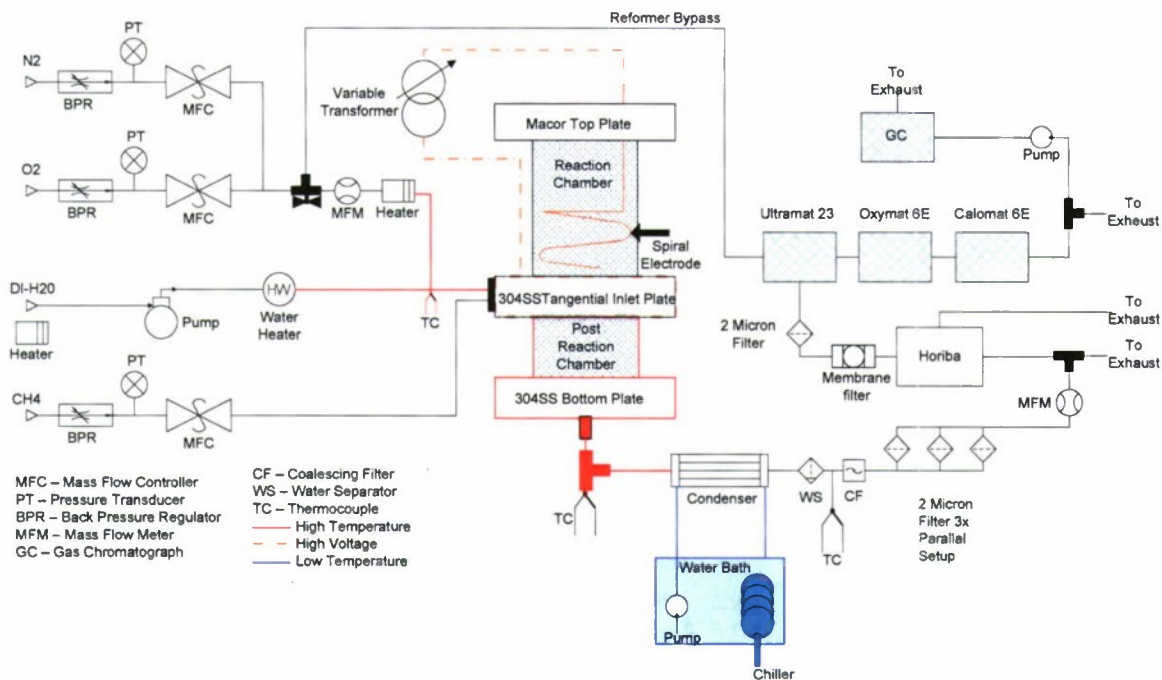 Reformer Bypass
PT
N2
BPR
MFC
Variable
Transformer
Macor Top Plate
To
Exhaust
GC
Pump
PT
O2
BPR
MFC
MFM
Heater
Reaction
Chamber
Spiral
Electrode
Ultramat 23
Oxymat 6E
Calomat 6E
To
Exheust
DI-H20
Pump
HW
Water
Heater
Heater
TC
304SSTangential Inlet Plate
2 Micron
Filter
To
Exhaust
Membrane
filter
Horiba
To
Exhaust
PT
CH4
BPR
MFC
Post
Reaction
Chamber
304SS Bottom Plate
MFM
MFC – Mass Flow Controller
PT – Pressure Transducer
BPR – Back Pressure Regulator
MFM – Mass Flow Meter
GC – Gas Chromatograph
CF – Coalescing Filter
WS – Water Separator
TC – Thermocouple
High Temperature
High Voltage
Low Temperature
TC
Condenser
WS
CF
TC
2 Micron
Filter 3x
Parallel
Setup
Water Bath
Pump
Chiller